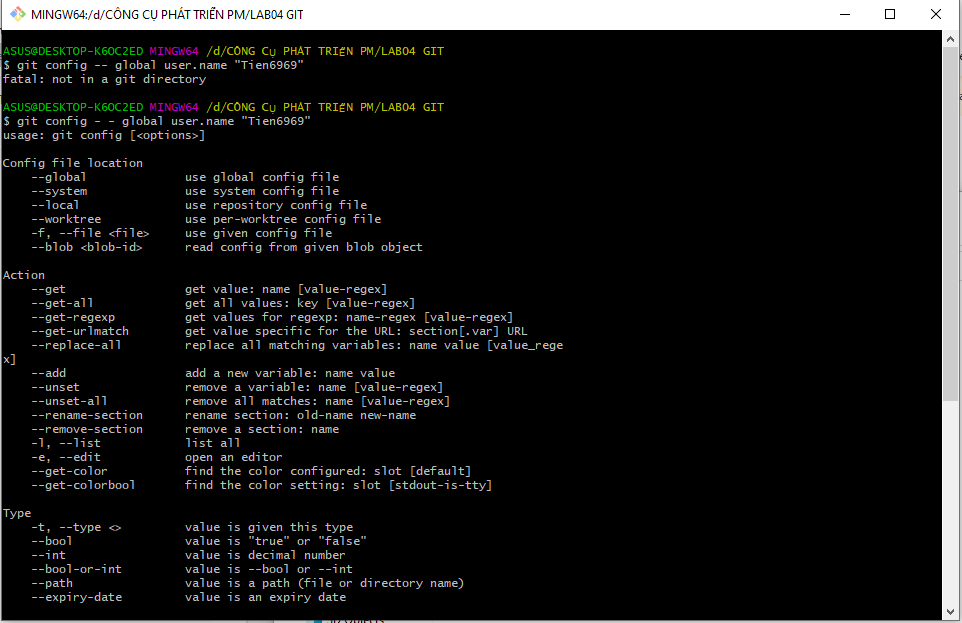 MINGW64:/d/CÔNG CỤ PHÁT TRIỂN PM/LAB04 GIT
ASUS@DESKTOP-K6OC2ED MINGW64 /d/CÔNG CỤ PHÁT TRIỂN PM/LAB04 GIT
$ git config -- global user.name "Tien6969"
fatal: not in a git directory
ASUS@DESKTOP-K6OC2ED MINGW64 /d/CÔNG CỤ PHÁT TRIỂN PM/LAB04 GIT
$ git config - - global user.name "Tien6969"
usage: git config [<options>]
Config file location
--global use global config file
--system use system config file
--local use repository config file
--worktree use per-worktree config file
-f, --file <file> use given config file
--blob <blob-id> read config from given blob object
Action
--get get value: name [value-regex]
--get-all get all values: key [value-regex]
--get-regexp get values for regexp: name-regex [value-regex]
--get-urlmatch get value specific for the URL: section[.var] URL
--replace-all replace all matching variables: name value [value_rege
x]
--add add a new variable: name value
--unset remove a variable: name [value-regex]
--unset-all remove all matches: name [value-regex]
--rename-section rename section: old-name new-name
--remove-section remove a section: name
-l, --list list all
-e, --edit open an editor
--get-color find the color configured: slot [default]
--get-colorbool find the color setting: slot [stdout-is-tty]
Type
-t, --type <> value is given this type
--bool value is "true" or "false"
--int value is decimal number
--bool-or-int value is --bool or --int
--path value is a path (file or directory name)
--expiry-date value is an expiry date